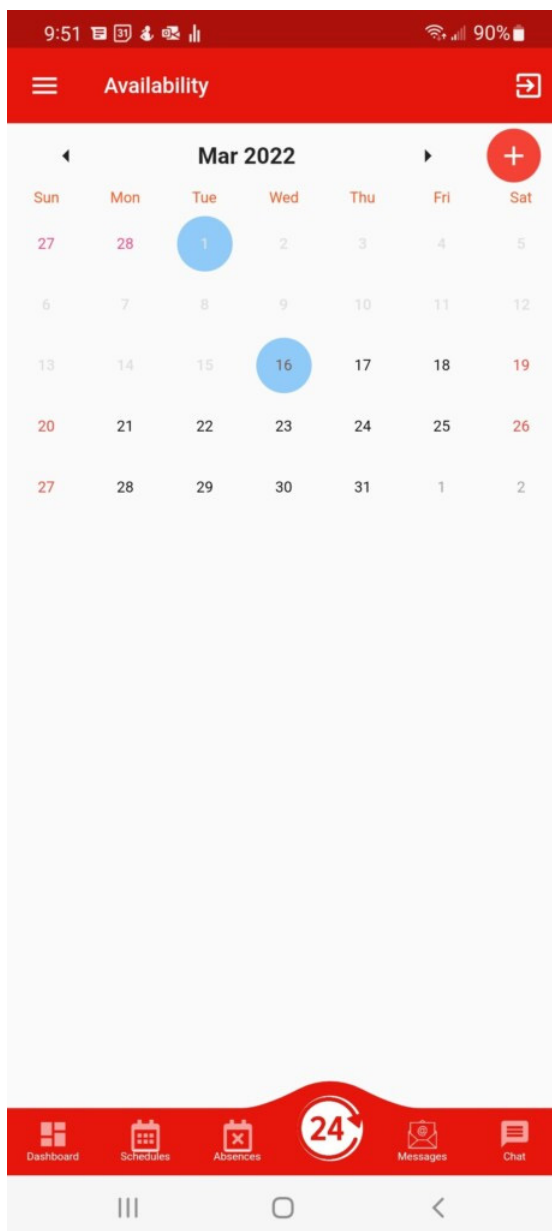 9:51 31 90%
Availability
Mar 2022
+
Sun Mon Tue Wed Thu Fri Sat
27 28 1 2 3 4 5
6 7 8 9 10 11 12
13 14 15 16 17 18 19
20 21 22 23 24 25 26
27 28 29 30 31 1 2
24
Dashboard Schedules Absences Messages Chat